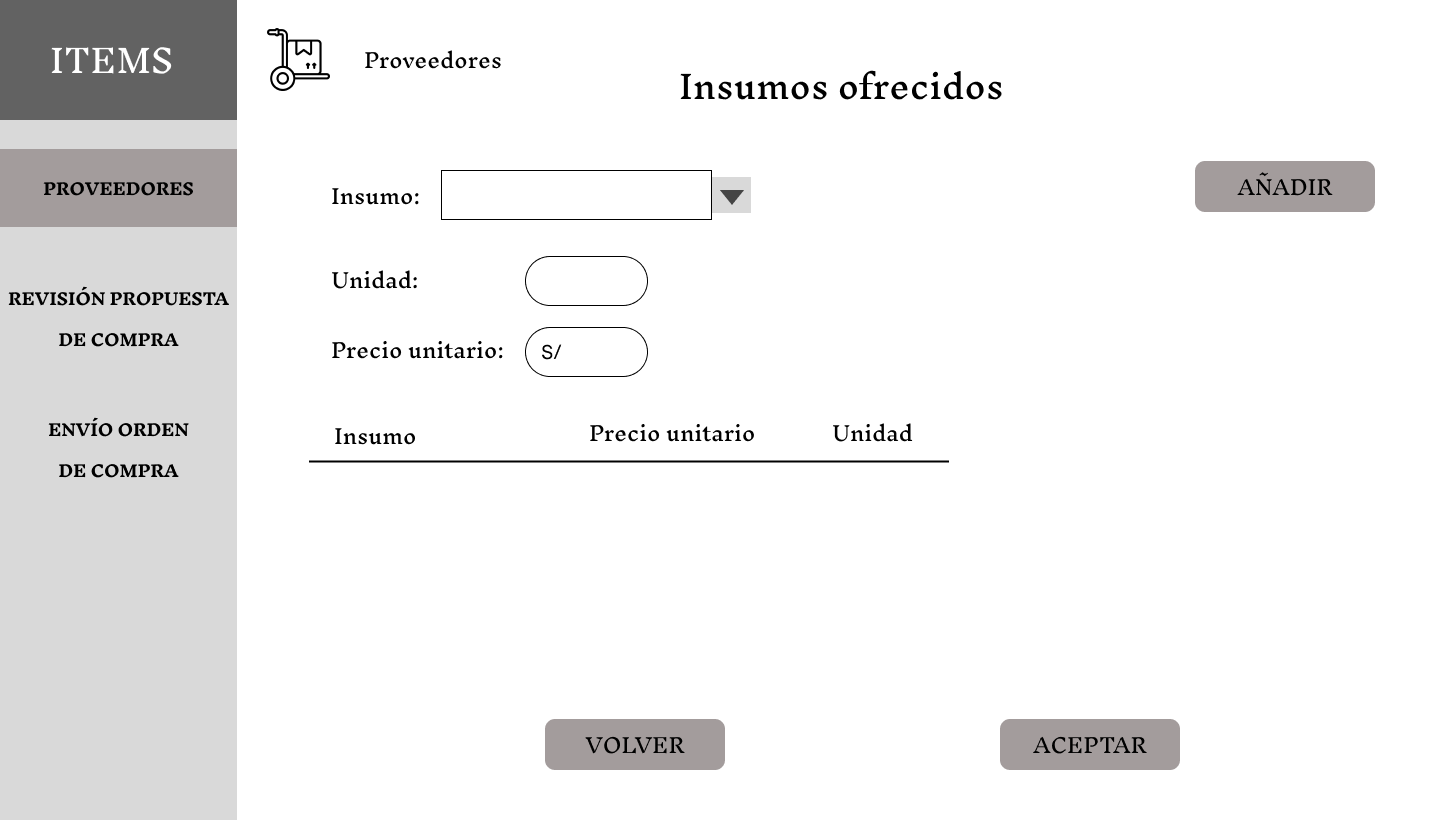 ITEMS
PROVEEDORES
REVISIÓN PROPUESTA
DE COMPRA
ENVÍO ORDEN
DE COMPRA
Proveedores
Insumos ofrecidos
Insumo:
AÑADIR
Unidad:
Precio unitario:
S/
Insumo
Precio unitario
Unidad
VOLVER
ACEPTAR